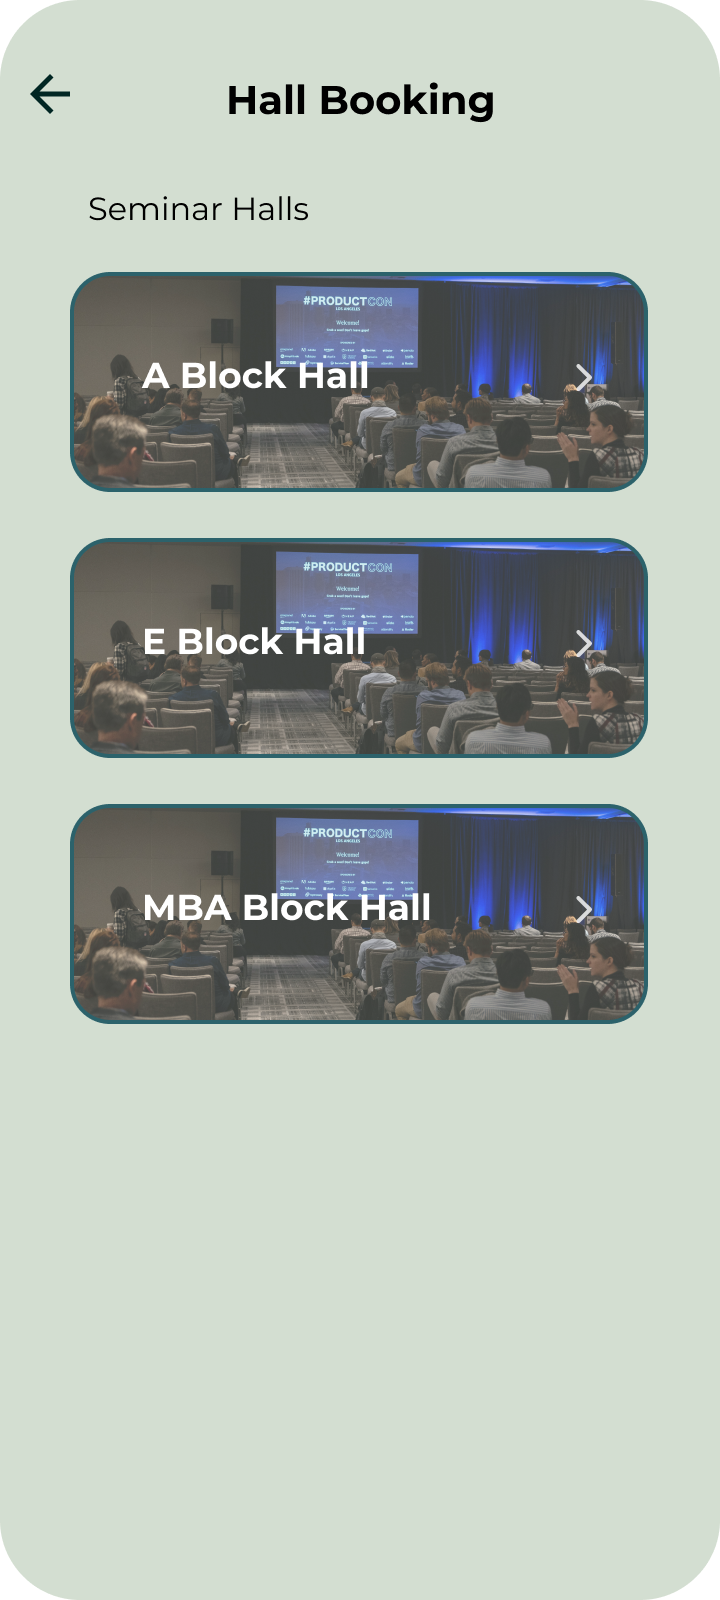 Hall Booking
Seminar Halls
#PRODUCTCON
LOS ANGELES
Welcome!
A Block Hall
#PRODUCTCON
LOS ANGELES
Welcome!
E Block Hall
#PRODUCTCON
LOS ANGELES
Welcome!
MBA Block Hall